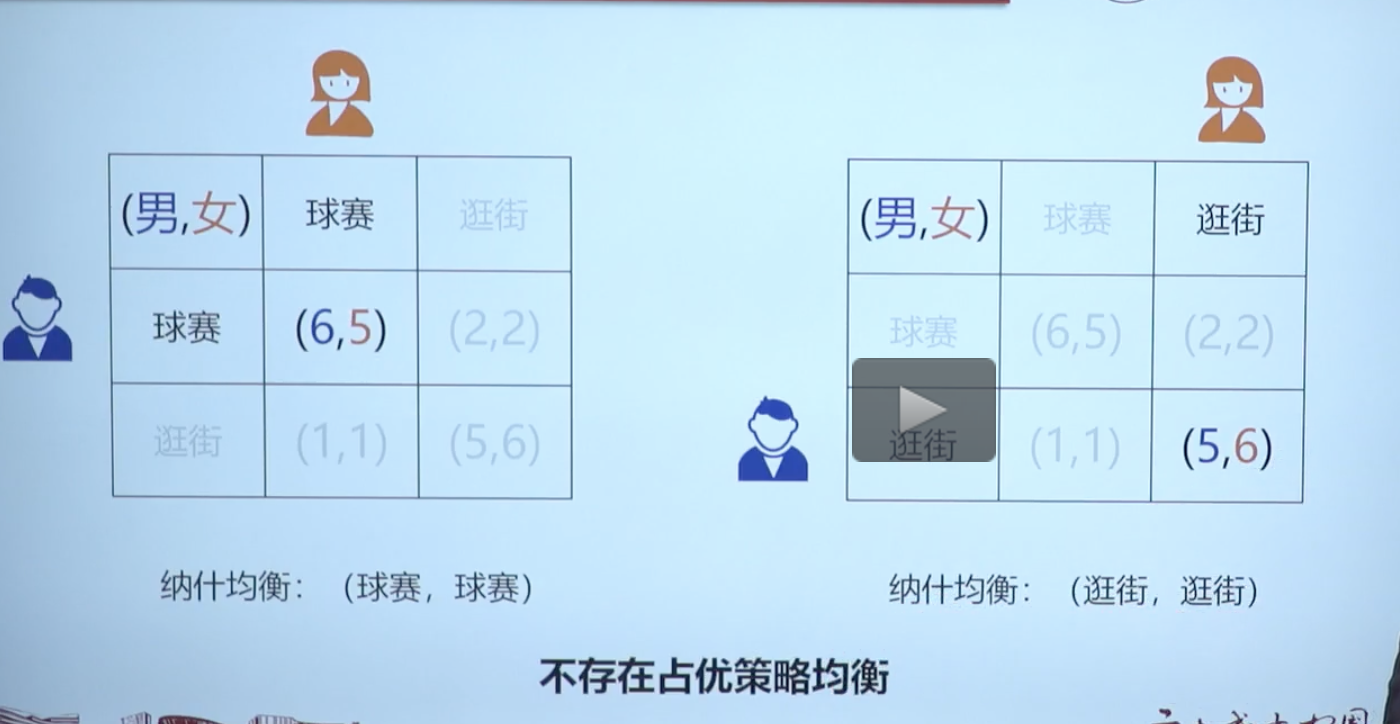 (男,女) 球赛 逛街
球赛 (6,5) (2,2)
逛街 (1,1) (5,6)
纳什均衡：（球赛，球赛）
(男,女) 球赛 逛街
球赛 (6,5) (2,2)
逛街 (1,1) (5,6)
纳什均衡：（逛街，逛街）
不存在占优策略均衡